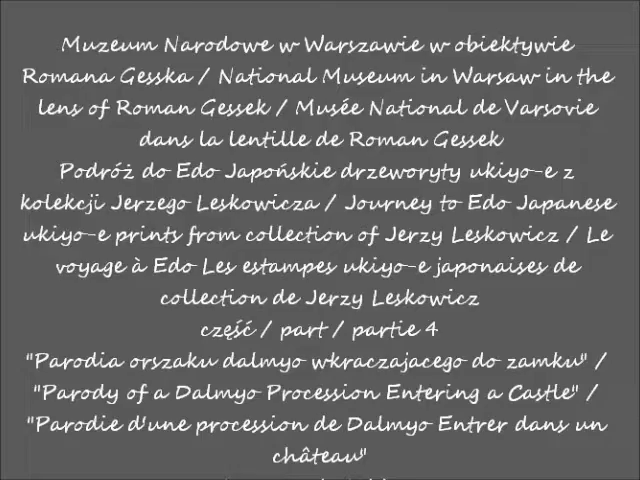 Muzeum Narodowe w Warszawie w obiektywie
Romana Gesska / National Museum in Warsaw in the
lens of Roman Gessek / Musée National de Varsovie
dans la lentille de Roman Gessek
Podróż do Edo Japońskie drzeworyty ukiyo-e z
kolekcji Jerzego Leskowicza / Journey to Edo Japanese
ukiyo-e prints from collection of Jerzy Leskowicz / Le
voyage à Edo Les estampes ukiyo-e japonaises de
collection de Jerzy Leskowicz
część / part / partie 4
"Parodia orszaku dalmyo wkraczajacego do zamku" /
"Parody of a Dalmyo Procession Entering a Castle" /
"Parodie d'une procession de Dalmyo Entrer dans un
château"